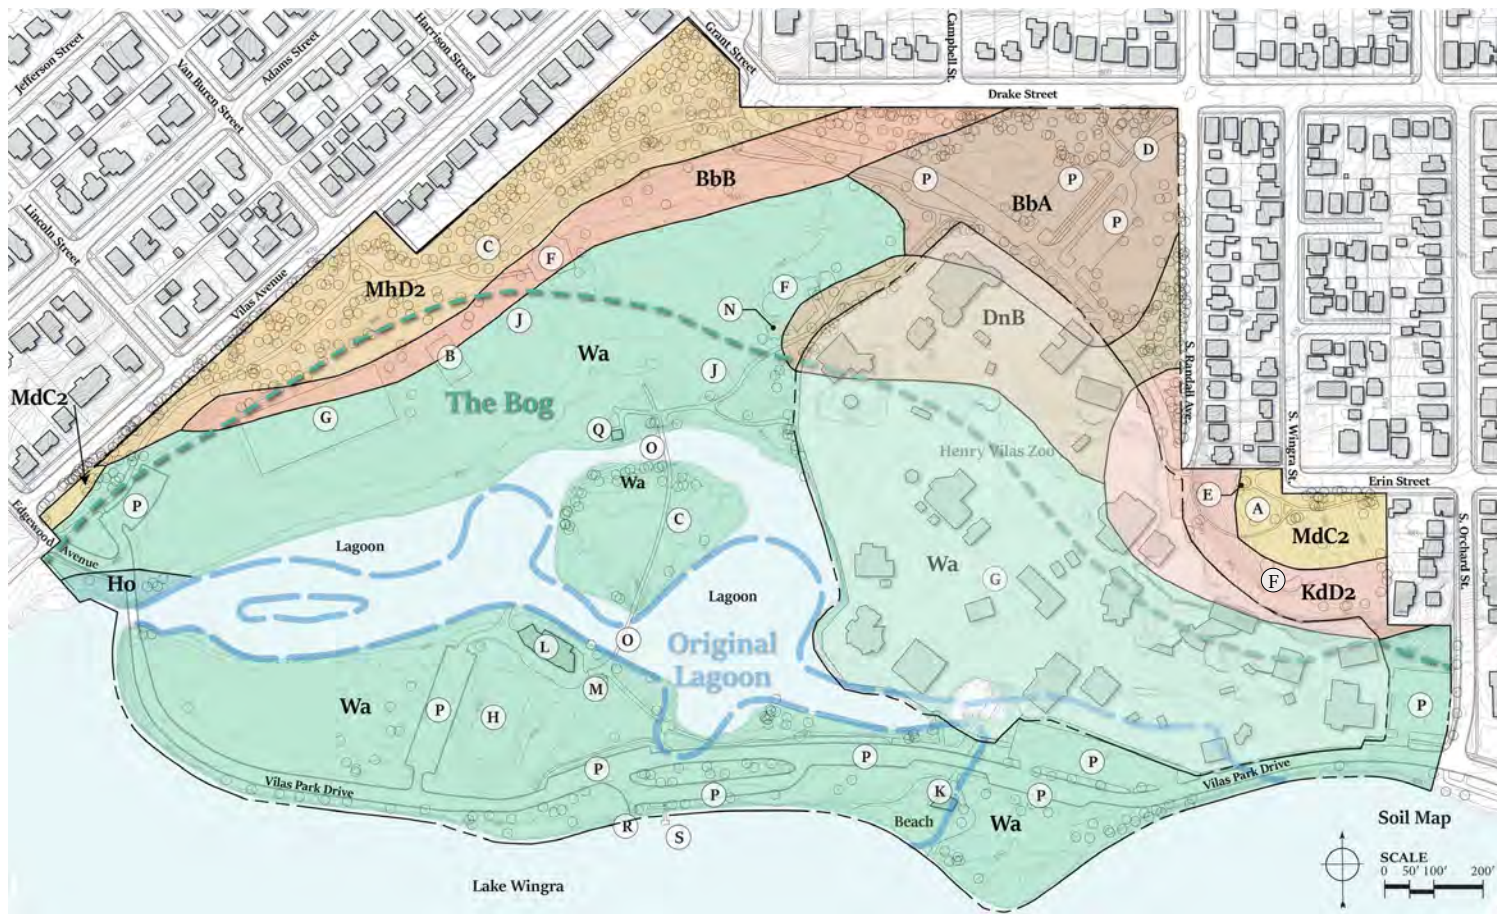 Jefferson Street
Van Buren Street
Adams Street
Harrison Street
Grant Street
Campbell St.
Drake Street
Lincoln Street
Vilas Avenue
D
P
P
BbB
BbA
P
C
F
MhD2
F
N
DnB
J
Wa
S. Randall Ave.
B
J
MdC2
The Bog
G
Q
O
Henry Vilas Zoo
S. Wingra St.
Wa
Erin Street
P
E
A
C
Edgewood
Avenue
Lagoon
MdC2
S. Orchard St.
Ho
Wa
G
F
KdD2
Lagoon
O
L
Original
Lagoon
M
Wa
P
H
P
P
P
P
Vilas Park Drive
Vilas Park Drive
P
K
P
Beach
Wa
R
S
Soil Map
SCALE
0 50' 100' 200'
Lake Wingra